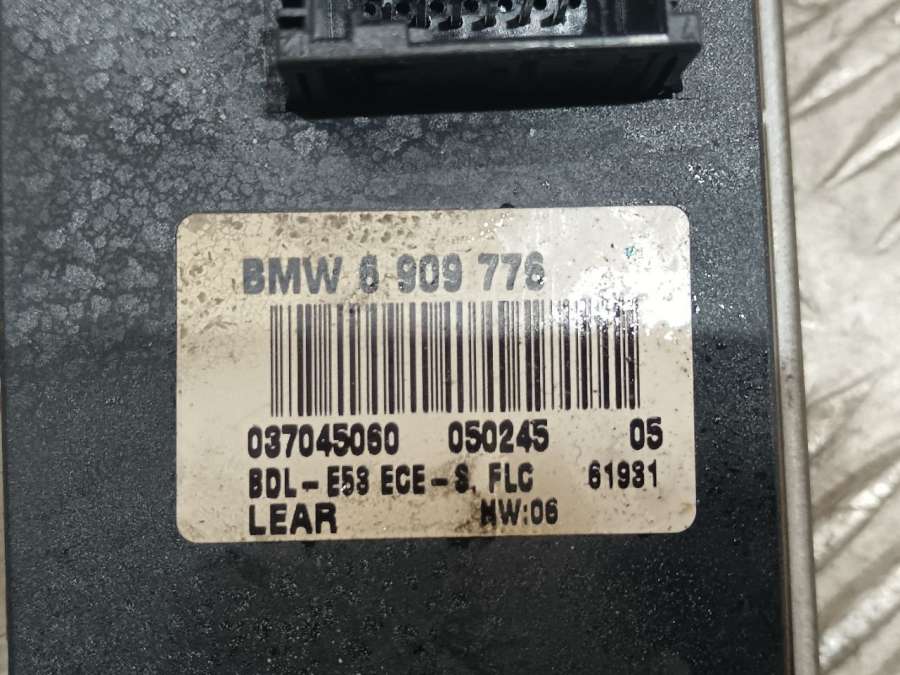 BMW 6 909 776
037045060 050245 05
BDL-E53 ECE-S, FLC 61931
LEAR HW:06